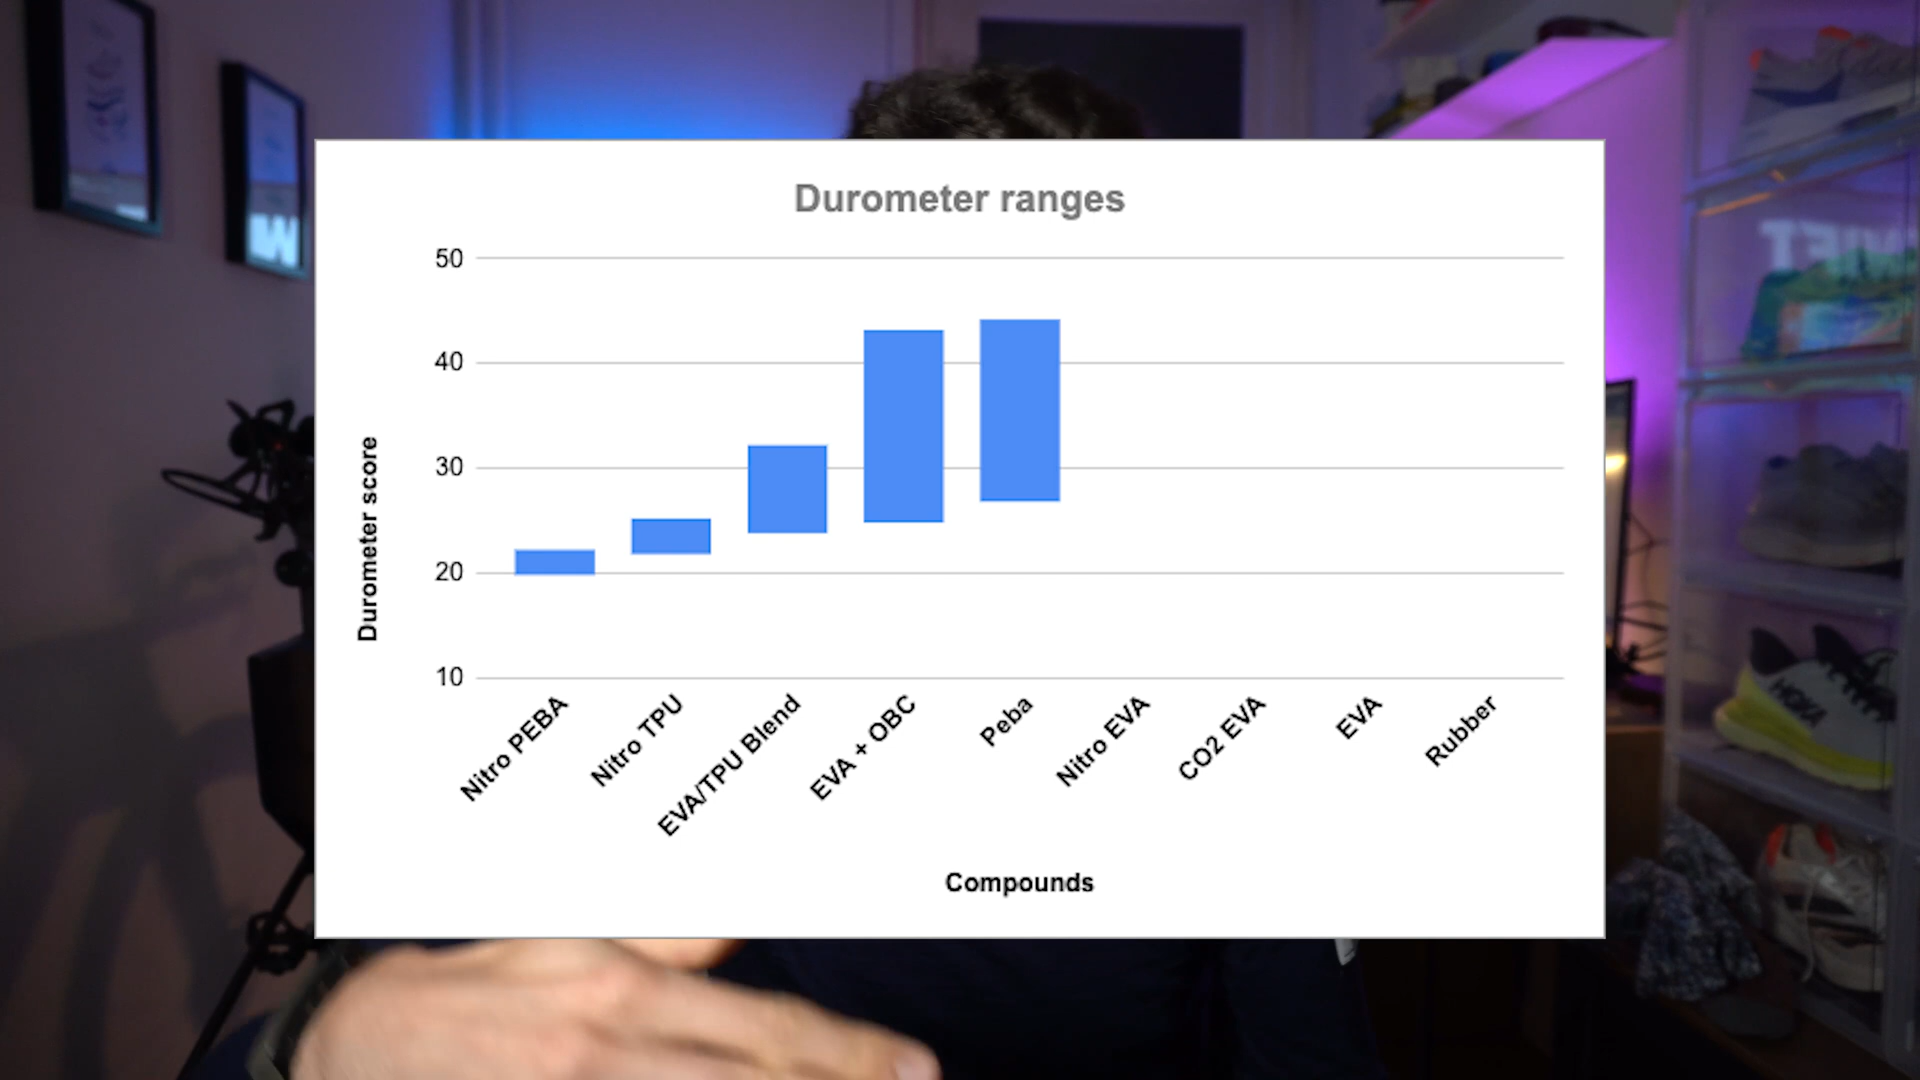 Durometer ranges
50
40
30
20
10
Durometer score
Nitro PEBA
Nitro TPU
EVA/TPU Blend
EVA + OBC
Peba
Nitro EVA
CO2 EVA
EVA
Rubber
Compounds
W
HOKA